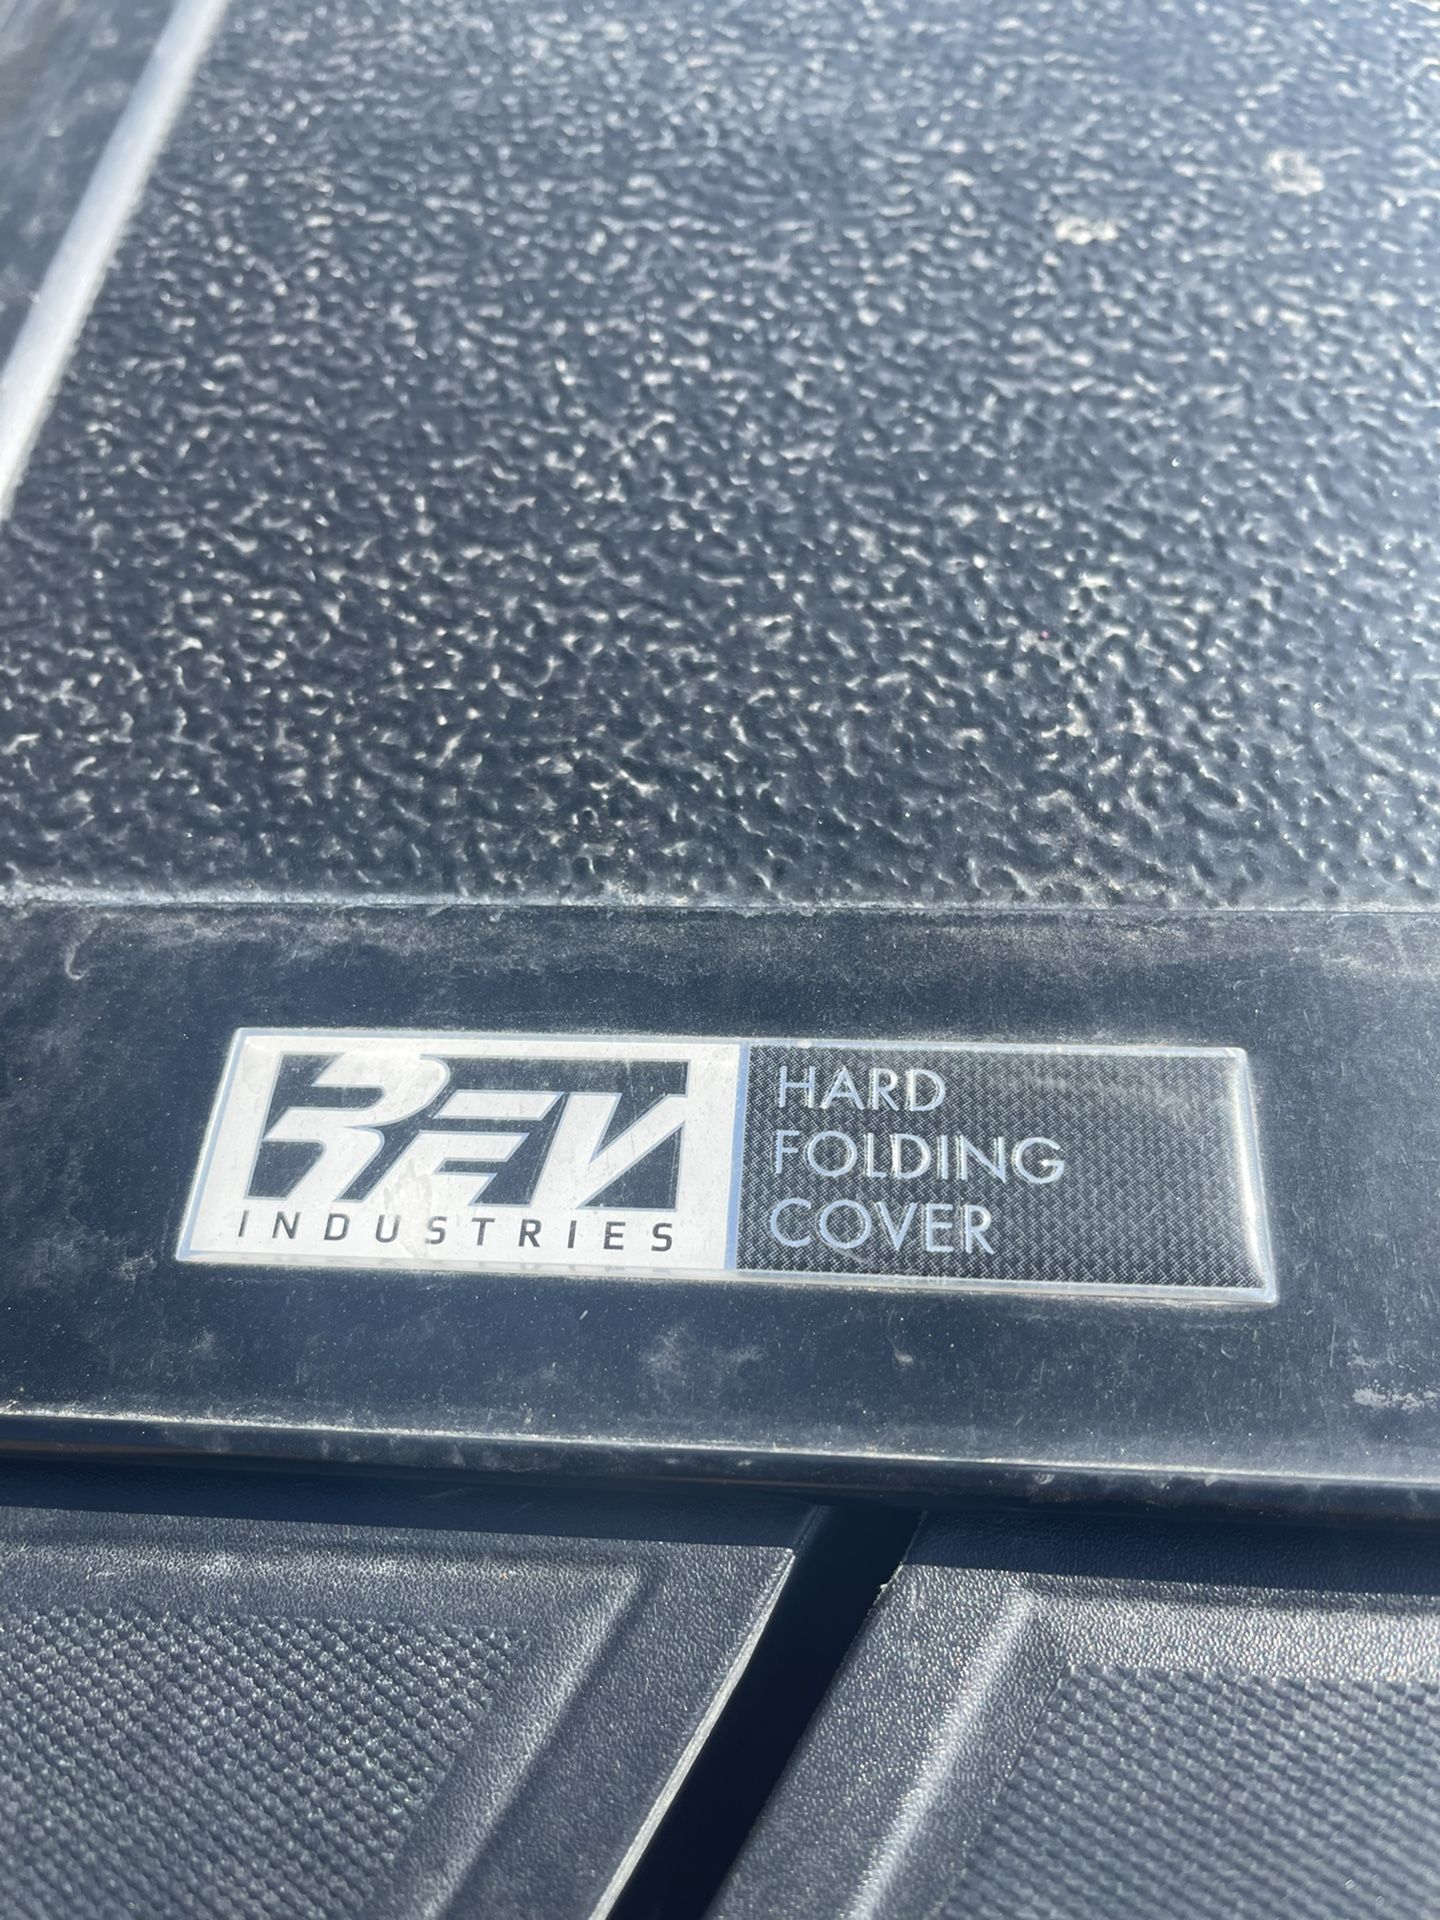 REV
INDUSTRIES
HARD
FOLDING
COVER